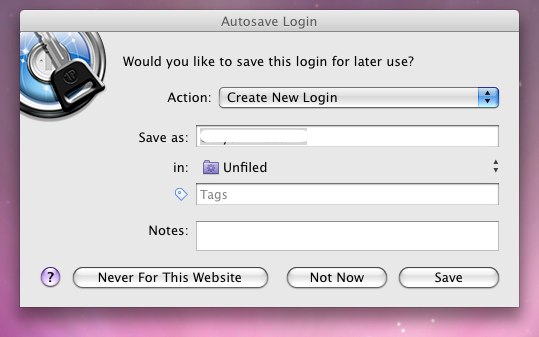 Autosave Login
Would you like to save this login for later use?
Action: Create New Login
Save as:
in: Unfiled
Tags
Notes:
? Never For This Website Not Now Save